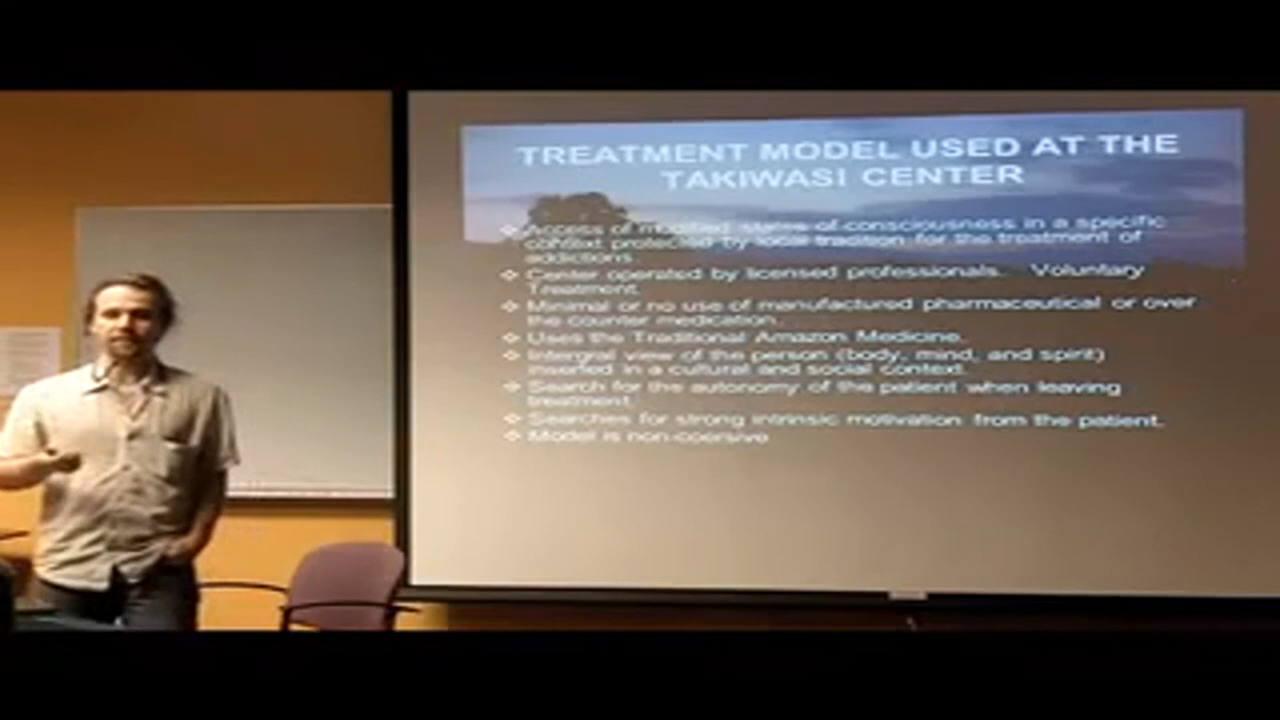 TREATMENT MODEL USED AT THE
TAKIWASI CENTER
Access of modified states of consciousness in a specific
context protected by local tradition for the treatment of
addictions
Center operated by licensed professionals. Voluntary
Treatment
Minimal or no use of manufactured pharmaceutical or over
the counter medication.
Uses the Traditional Amazon Medicine.
Intergral view of the person (body, mind, and spirit)
inserted in a cultural and social context.
Search for the autonomy of the patient when leaving
treatment.
Searches for strong intrinsic motivation from the patient.
Model is non-coersive